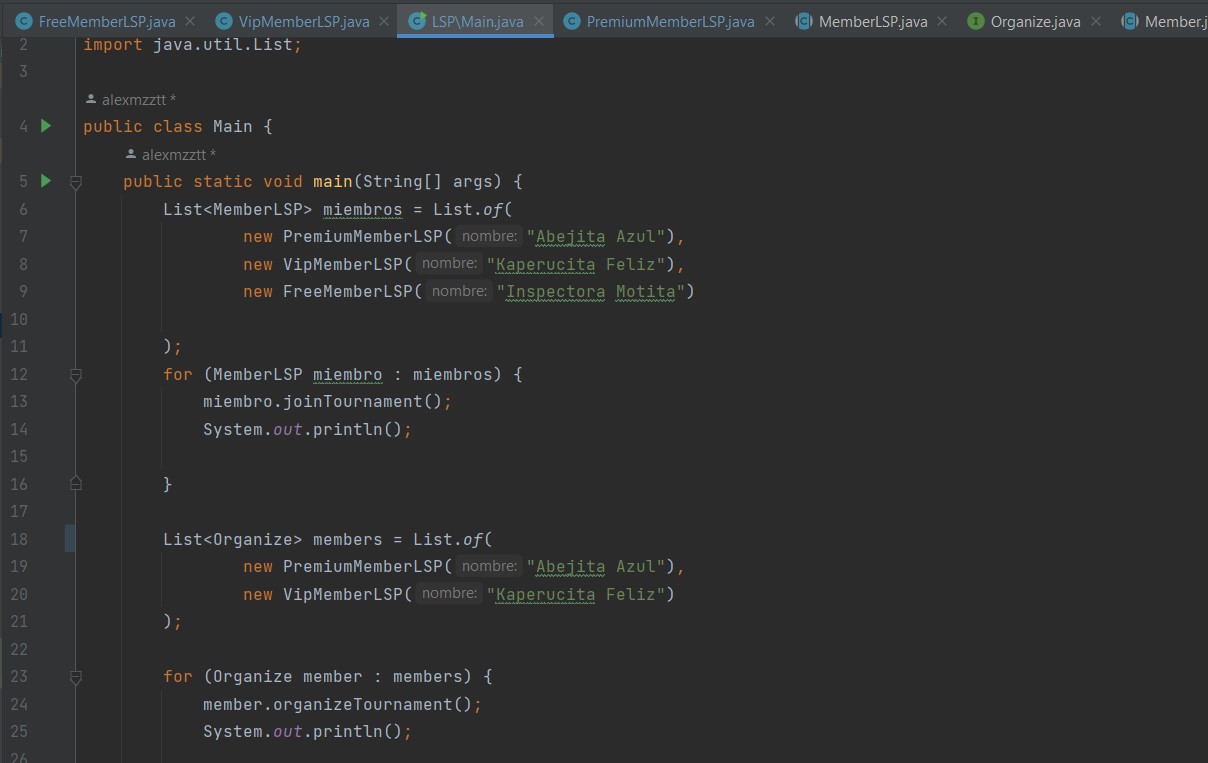 FreeMemberLSP.java VipMemberLSP.java LSP\Main.java PremiumMemberLSP.java MemberLSP.java Organize.java Member.j
2 import java.util.List;
3
alexmzztt *
4 public class Main {
alexmzztt *
5 public static void main(String[] args) {
6 List<MemberLSP> miembros = List.of(
7 new PremiumMemberLSP( nombre: "Abejita Azul"),
8 new VipMemberLSP( nombre: "Kaperucita Feliz"),
9 new FreeMemberLSP( nombre: "Inspectora Motita")
10
11 );
12 for (MemberLSP miembro : miembros) {
13 miembro.joinTournament();
14 System.out.println();
15
16 }
17
18 List<Organize> members = List.of(
19 new PremiumMemberLSP( nombre: "Abejita Azul"),
20 new VipMemberLSP( nombre: "Kaperucita Feliz")
21 );
22
23 for (Organize member : members) {
24 member.organizeTournament();
25 System.out.println();
26